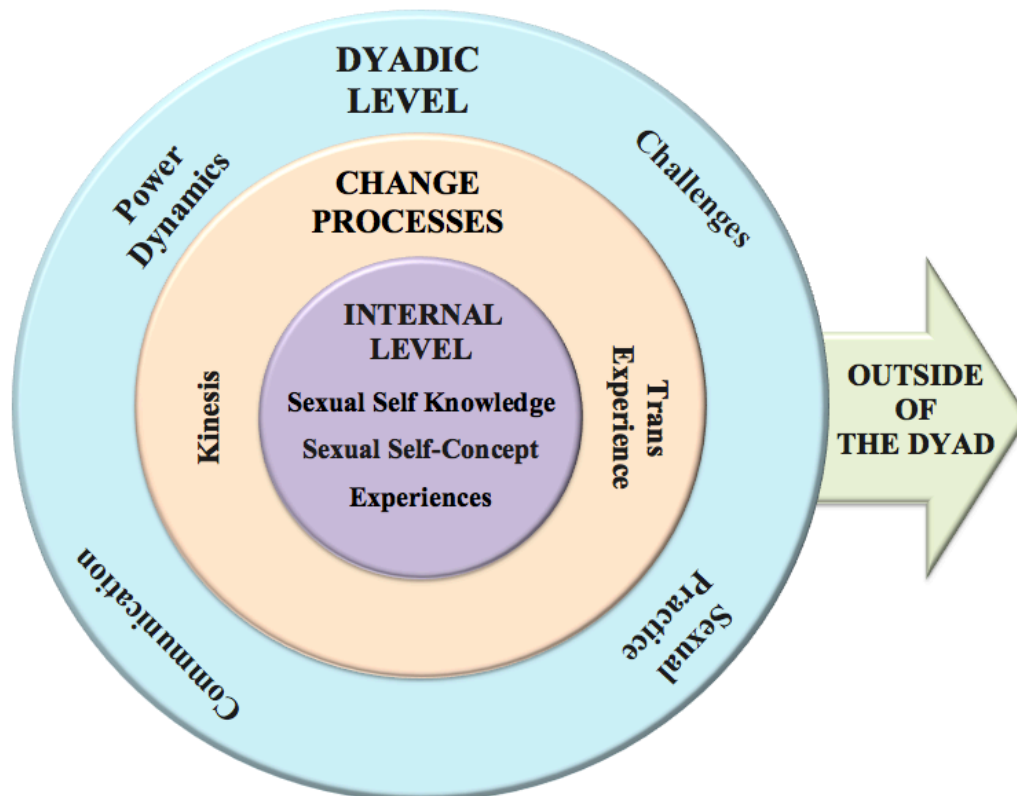 DYADIC
LEVEL
Power
Dynamics
Challenges
CHANGE
PROCESSES
INTERNAL
LEVEL
Sexual Self Knowledge
Sexual Self-Concept
Experiences
Kinesis
Trans
Experience
OUTSIDE
OF
THE DYAD
Communication
Sexual
Practice